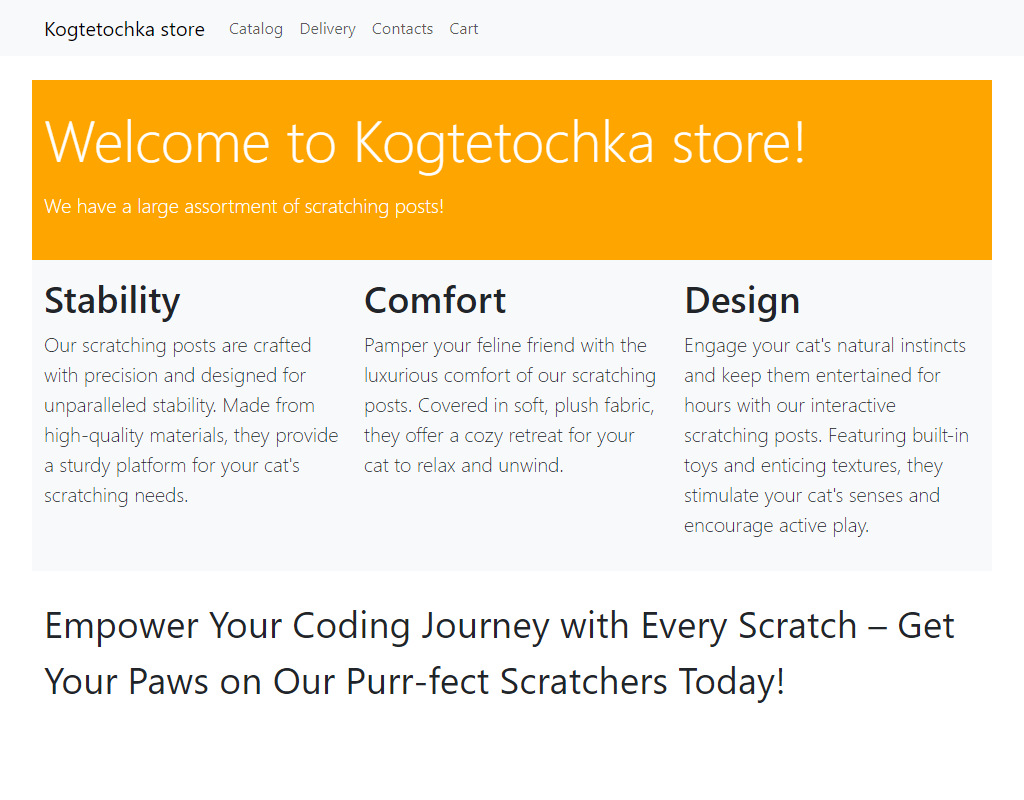 Kogtetochka store Catalog Delivery Contacts Cart
Welcome to Kogtetochka store!
We have a large assortment of scratching posts!
Stability
Our scratching posts are crafted
with precision and designed for
unparalleled stability. Made from
high-quality materials, they provide
a sturdy platform for your cat's
scratching needs.
Comfort
Pamper your feline friend with the
luxurious comfort of our scratching
posts. Covered in soft, plush fabric,
they offer a cozy retreat for your
cat to relax and unwind.
Design
Engage your cat's natural instincts
and keep them entertained for
hours with our interactive
scratching posts. Featuring built-in
toys and enticing textures, they
stimulate your cat's senses and
encourage active play.
Empower Your Coding Journey with Every Scratch – Get
Your Paws on Our Purr-fect Scratchers Today!